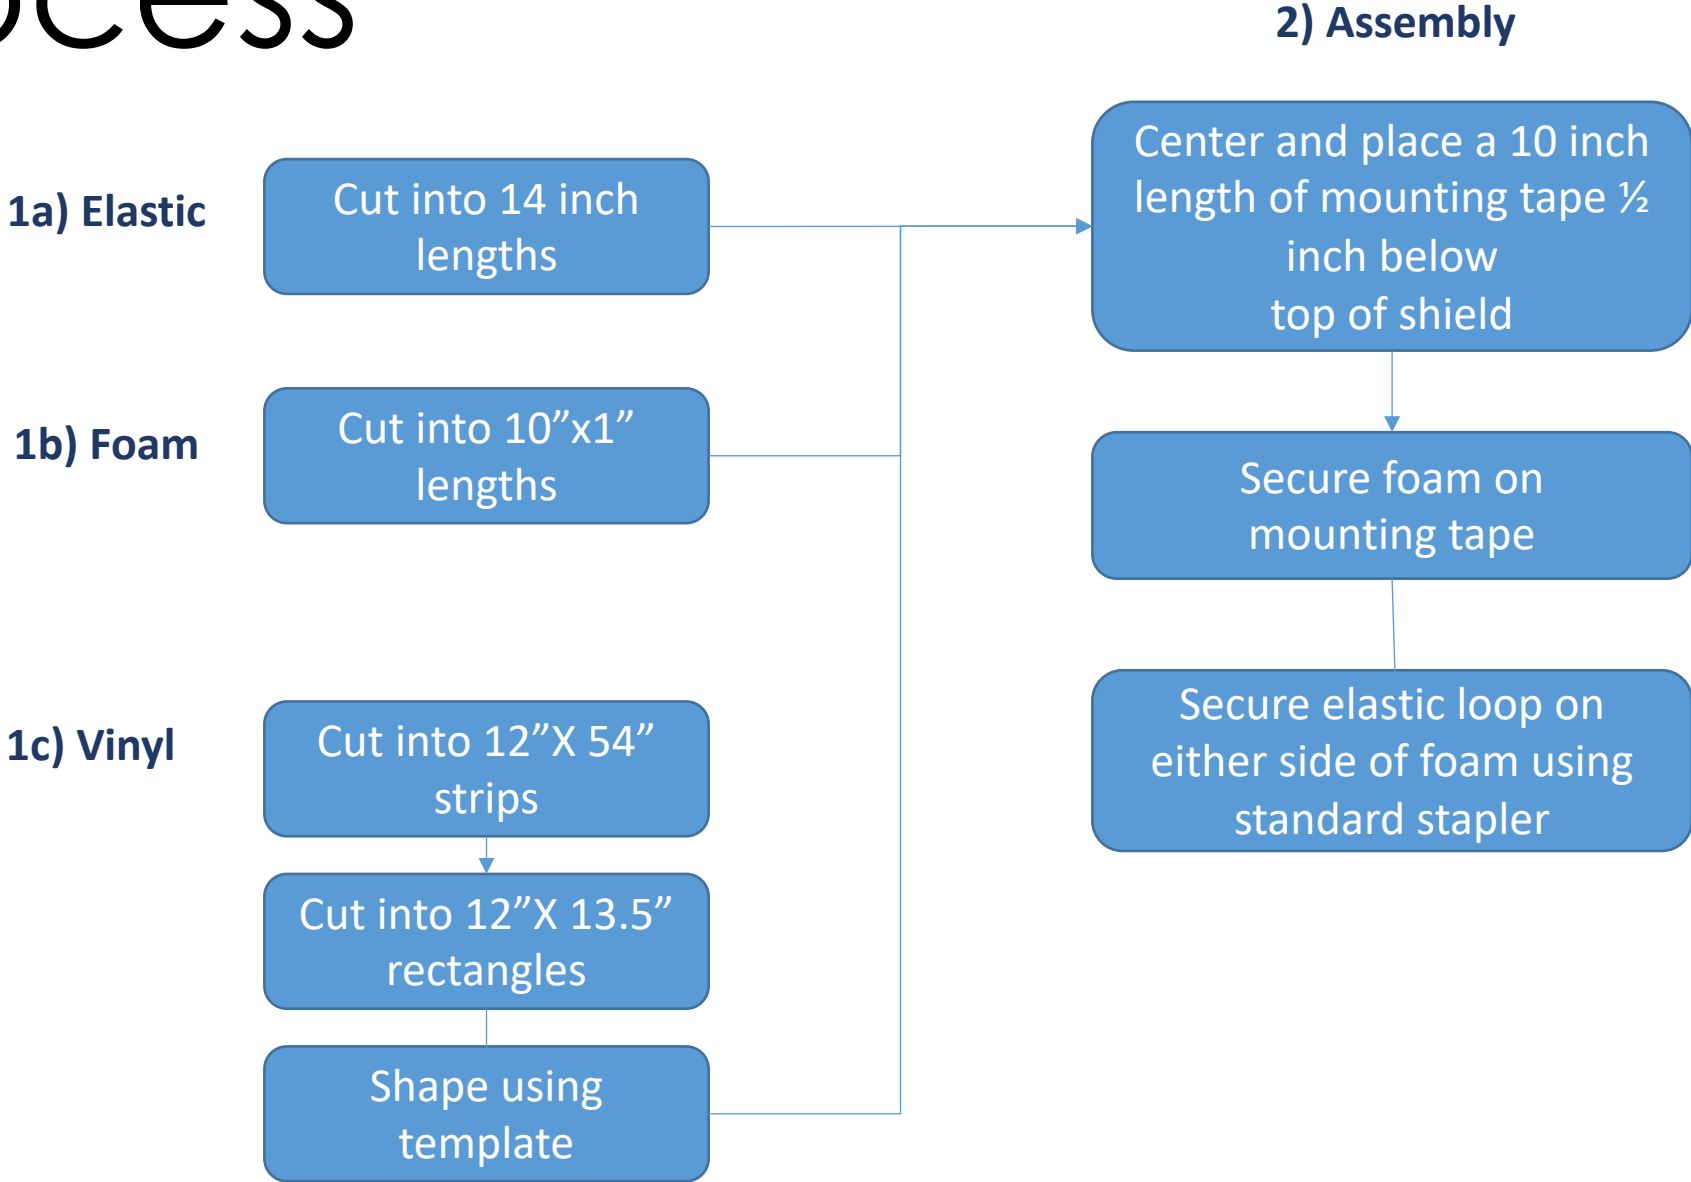 ocess
2) Assembly
1a) Elastic
Cut into 14 inch
lengths
1b) Foam
Cut into 10”x1”
lengths
1c) Vinyl
Cut into 12”X 54”
strips
Cut into 12”X 13.5”
rectangles
Shape using
template
Center and place a 10 inch
length of mounting tape ½
inch below
top of shield
Secure foam on
mounting tape
Secure elastic loop on
either side of foam using
standard stapler